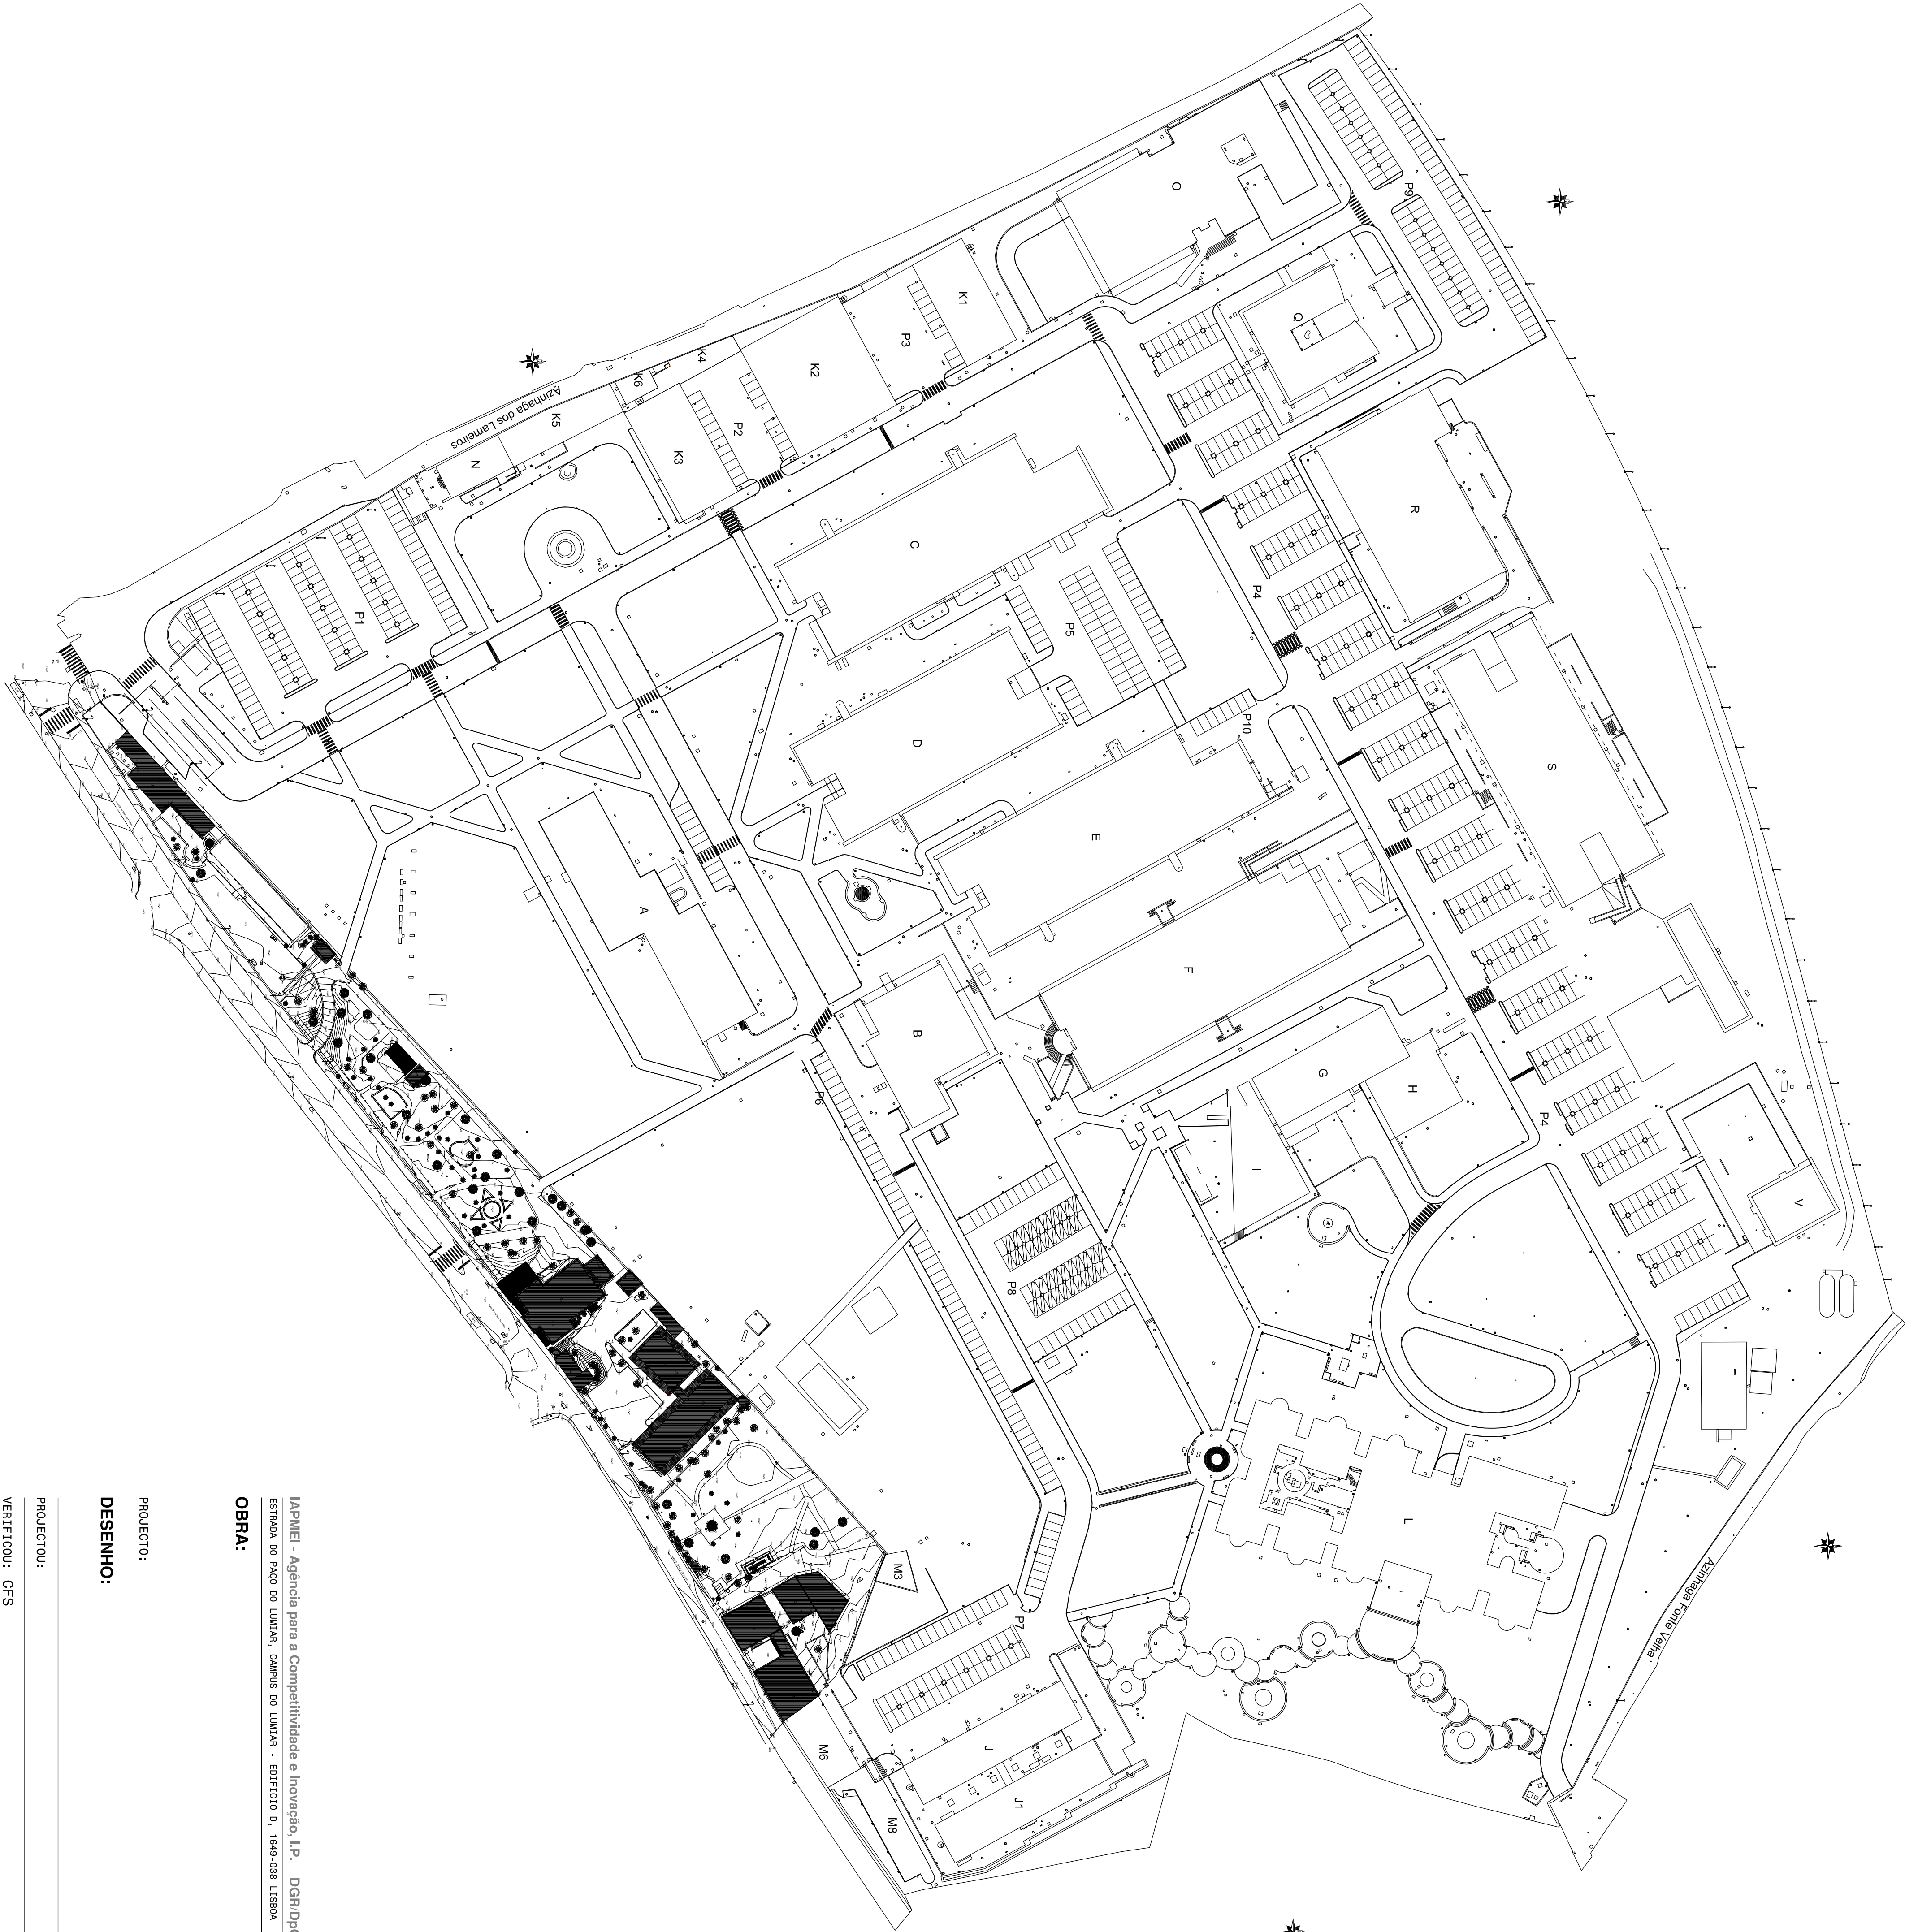 O
P9
Q
K1
P3
K2
K4
K6
K5
K3
P2
N
Azinhaga dos Lameiros
R
C
P4
P5
P1
P10
D
S
E
A
F
B
G
H
P4
P6
I
V
P8
L
M3
P7
Azinhaga Fonte Velha
M6
J
J1
M8
IAPMEI - Agência para a Competitividade e Inovação, I.P.
ESTRADA DO PAÇO DO LUMIAR, CAMPUS DO LUMIAR - EDIFICIO D, 1649-038 LISBOA
OBRA:
PROJECTO:
DESENHO:
PROJECTOU:
VERIFICOU: CFS